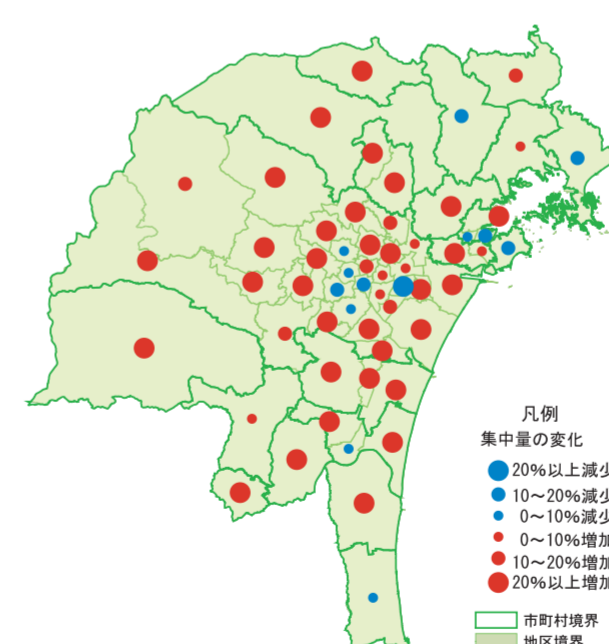 凡例
集中量の変化
20%以上減少
10～20%減少
0～10%減少
0～10%増加
10～20%増加
20%以上増加
市町村境界
地区境界